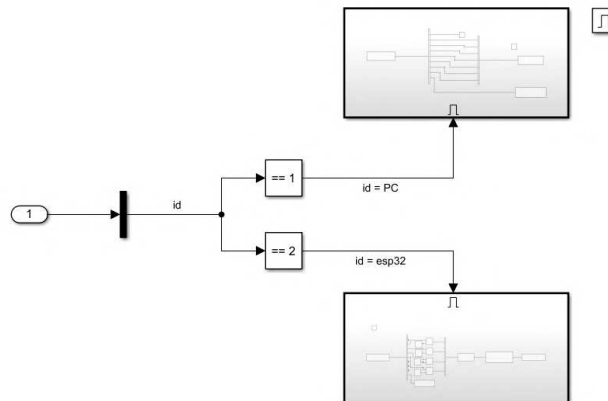 == 1
id = PC
id
1
== 2
id = esp32